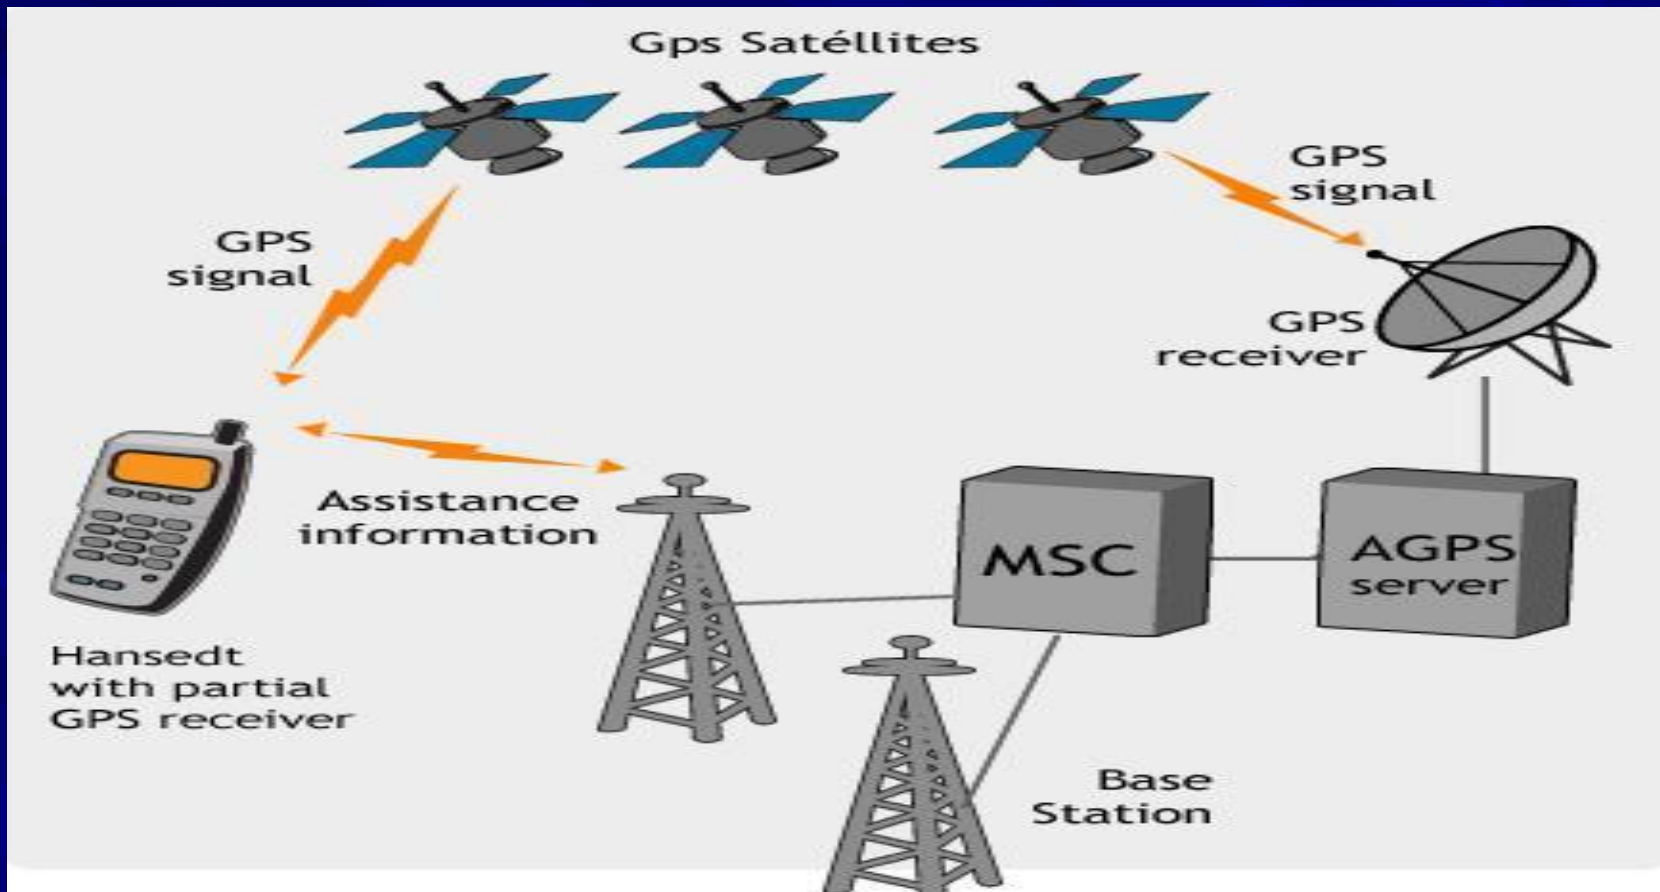 Gps Satéllites
GPS
signal
GPS
signal
GPS
receiver
Assistance
information
MSC
AGPS
server
Hansedt
with partial
GPS receiver
Base
Station